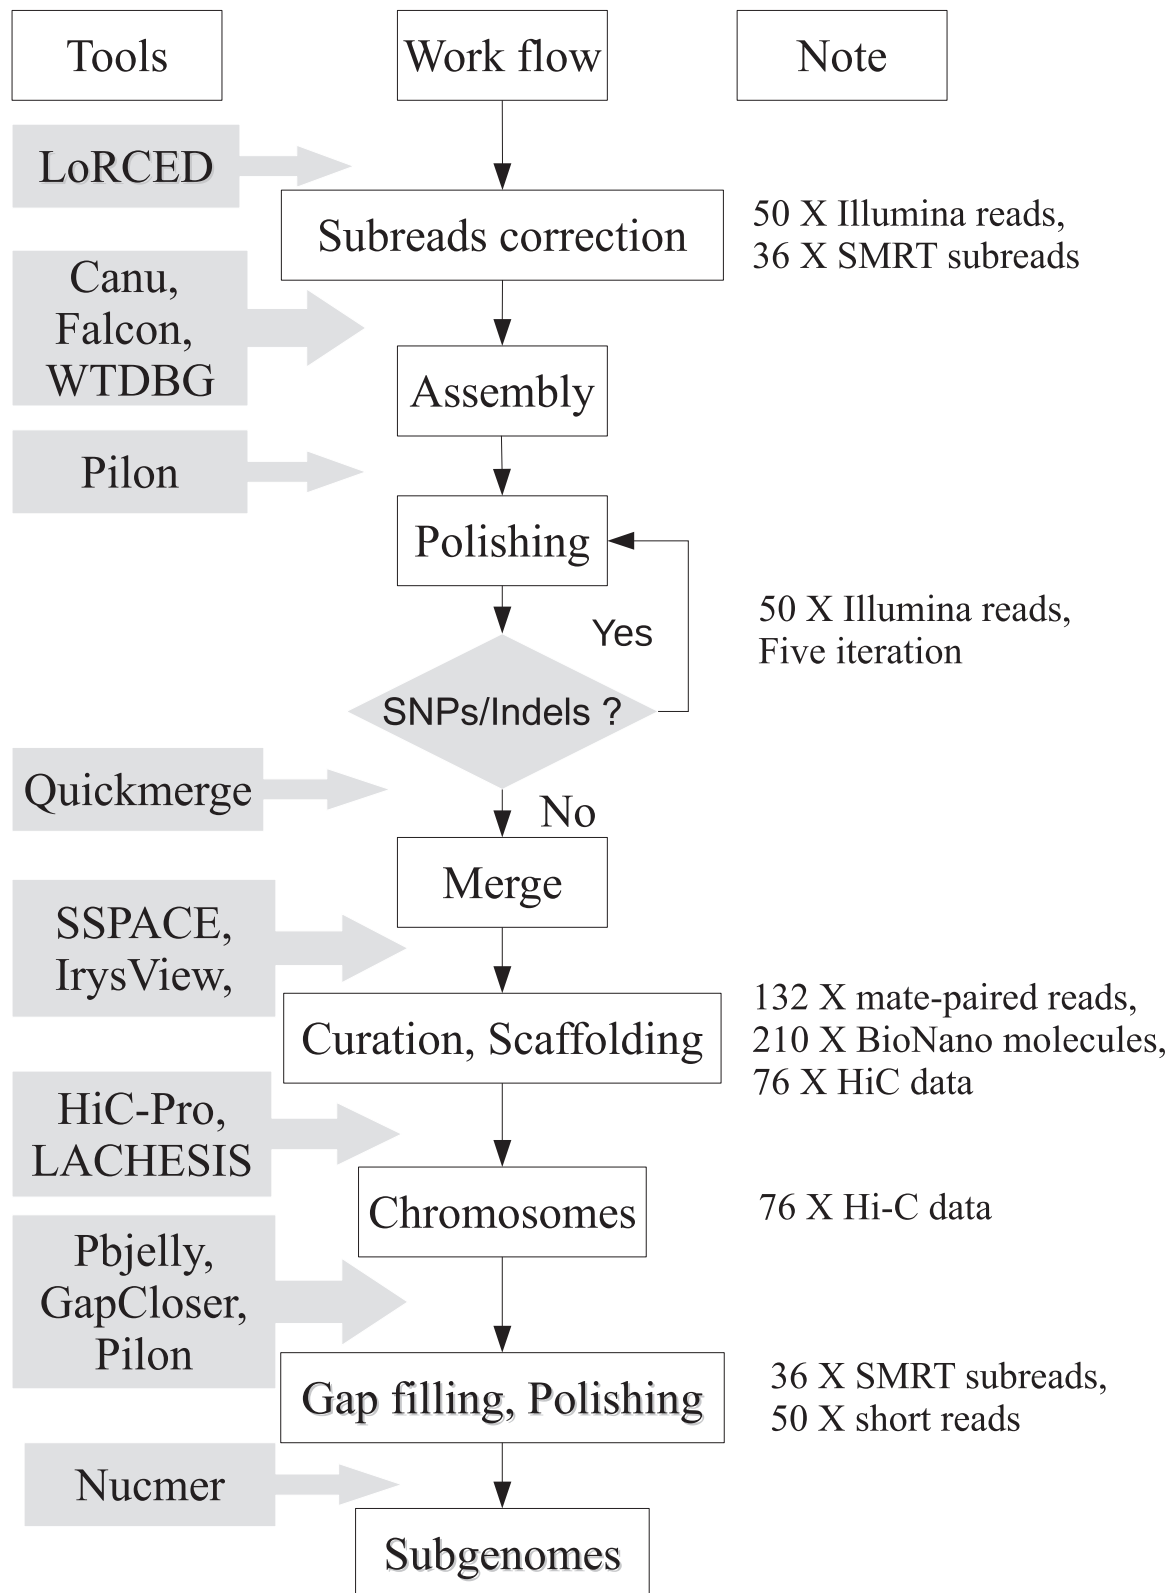 Tools
Work flow
Note
LoRCED
Subreads correction
50 X Illumina reads,
36 X SMRT subreads
Canu,
Falcon,
WTDBG
Assembly
Pilon
Polishing
Yes
50 X Illumina reads,
Five iteration
SNPs/Indels ?
Quickmerge
No
Merge
SSPACE,
IrysView,
Curation, Scaffolding
132 X mate-paired reads,
210 X BioNano molecules,
76 X HiC data
HiC-Pro,
LACHESIS
Chromosomes
76 X Hi-C data
Pbjelly,
GapCloser,
Pilon
Gap filling, Polishing
36 X SMRT subreads,
50 X short reads
Nucmer
Subgenomes